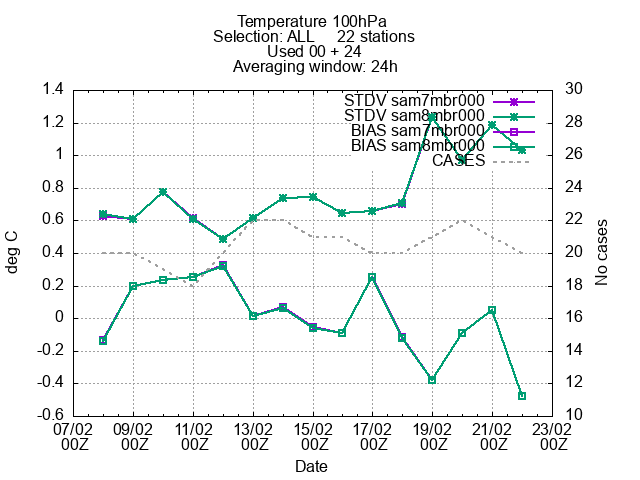 Temperature 100hPa
Selection: ALL 22 stations
Used 00 + 24
Averaging window: 24h
STDV sam7mbr000
STDV sam8mbr000
BIAS sam7mbr000
BIAS sam8mbr000
CASES
1.4
1.2
1
0.8
0.6
0.4
0.2
0
-0.2
-0.4
-0.6
deg C
30
28
26
24
22
20
18
16
14
12
10
No cases
07/02 09/02 11/02 13/02 15/02 17/02 19/02 21/02 23/02
00Z 00Z 00Z 00Z 00Z 00Z 00Z 00Z 00Z
Date